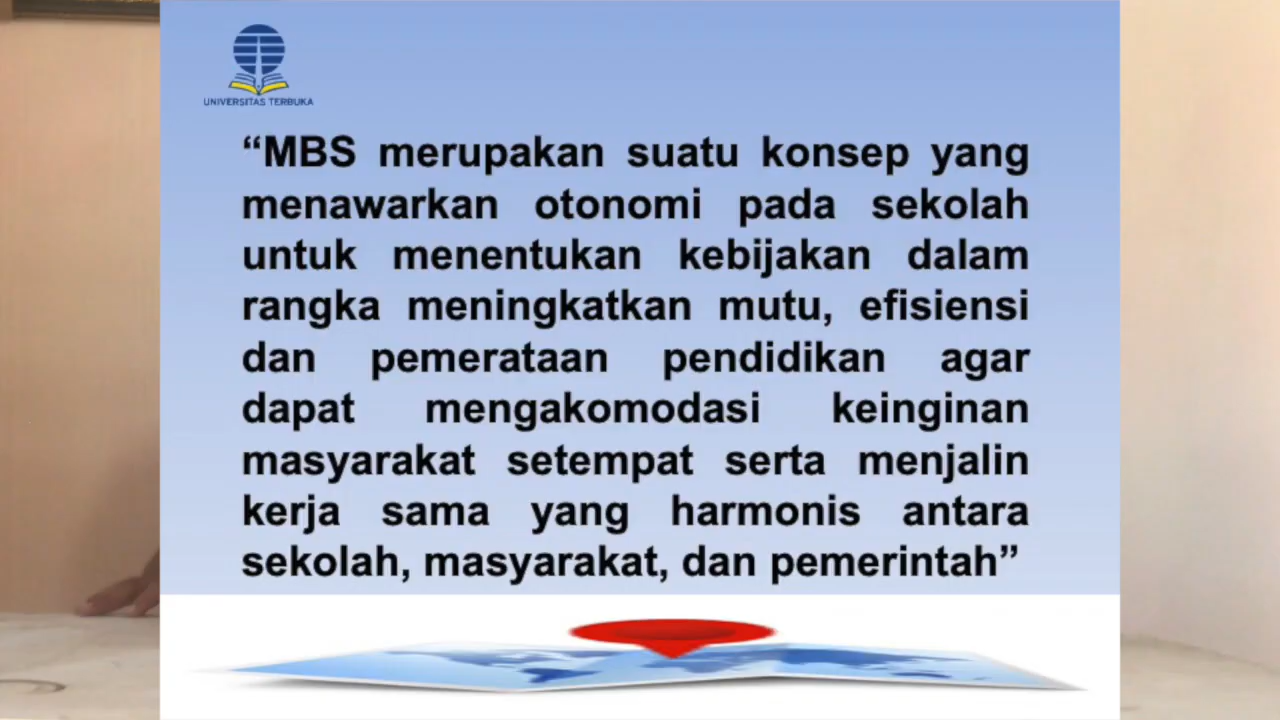 UNIVERSITAS TERBUKA
“MBS merupakan suatu konsep yang
menawarkan otonomi pada sekolah
untuk menentukan kebijakan dalam
rangka meningkatkan mutu, efisiensi
dan pemerataan pendidikan agar
dapat mengakomodasi keinginan
masyarakat setempat serta menjalin
kerja sama yang harmonis antara
sekolah, masyarakat, dan pemerintah”